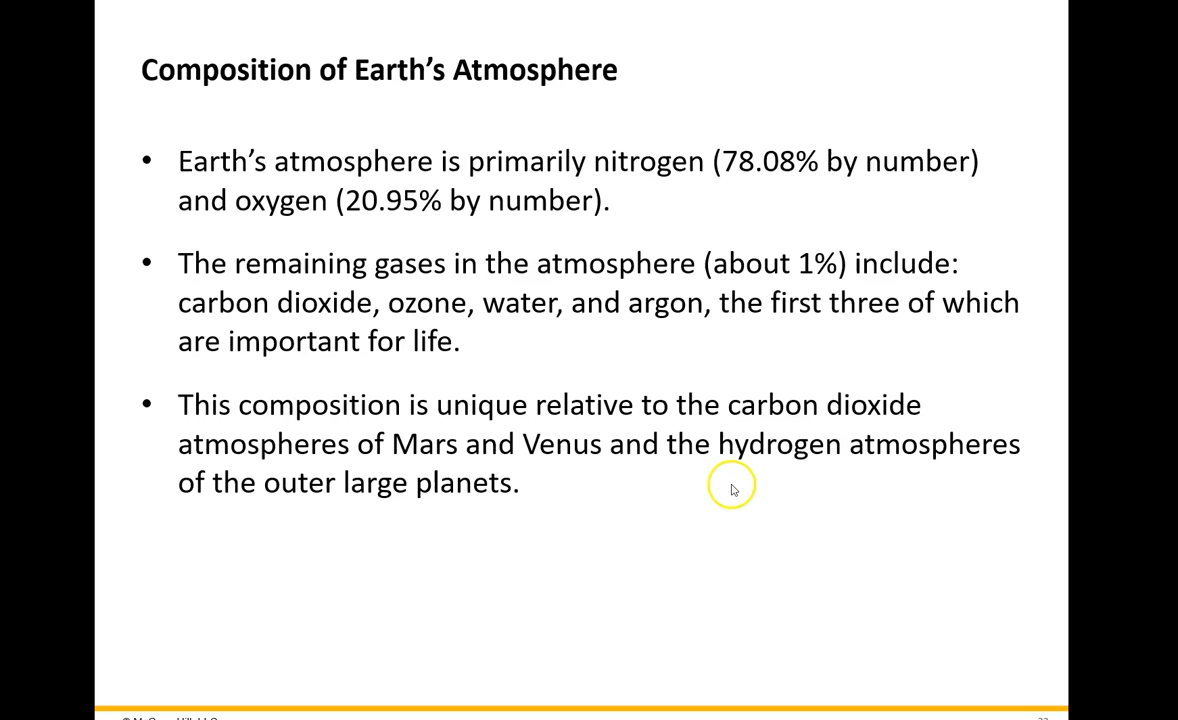 Composition of Earth’s Atmosphere
• Earth’s atmosphere is primarily nitrogen (78.08% by number)
and oxygen (20.95% by number).
• The remaining gases in the atmosphere (about 1%) include:
carbon dioxide, ozone, water, and argon, the first three of which
are important for life.
• This composition is unique relative to the carbon dioxide
atmospheres of Mars and Venus and the hydrogen atmospheres
of the outer large planets.